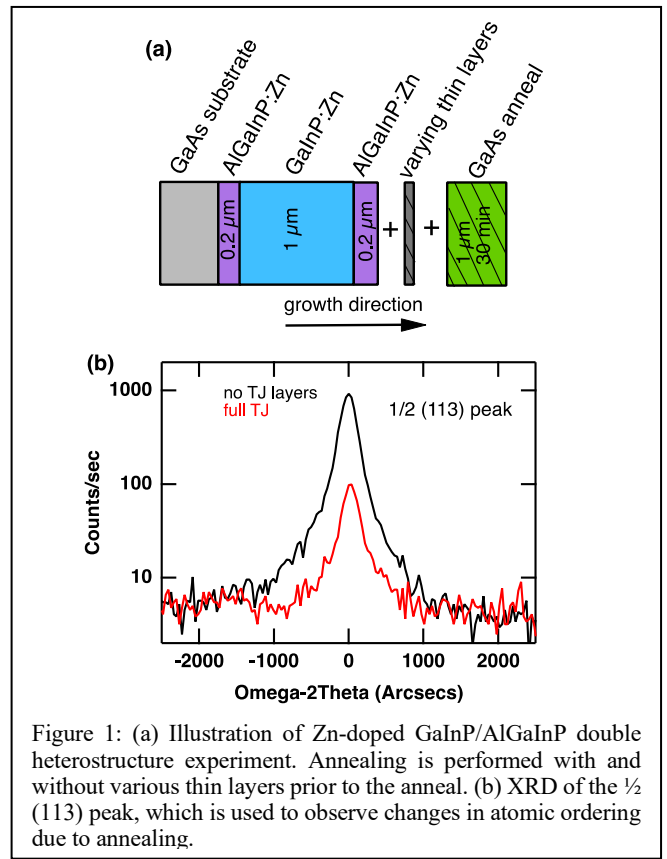 (a)
GaAs substrate
AlGaInP:Zn
GaInP:Zn
AlGaInP:Zn
varying thin layers
GaAs anneal
0.2 µm
1 µm
0.2 µm
+
+
1 µm
30 min
growth direction
(b)
no TJ layers
full TJ
1/2 (113) peak
1000
100
10
Counts/sec
-2000 -1000 0 1000 2000
Omega-2Theta (Arcsecs)
Figure 1: (a) Illustration of Zn-doped GaInP/AlGaInP double
heterostructure experiment. Annealing is performed with and
without various thin layers prior to the anneal. (b) XRD of the ½
(113) peak, which is used to observe changes in atomic ordering
due to annealing.